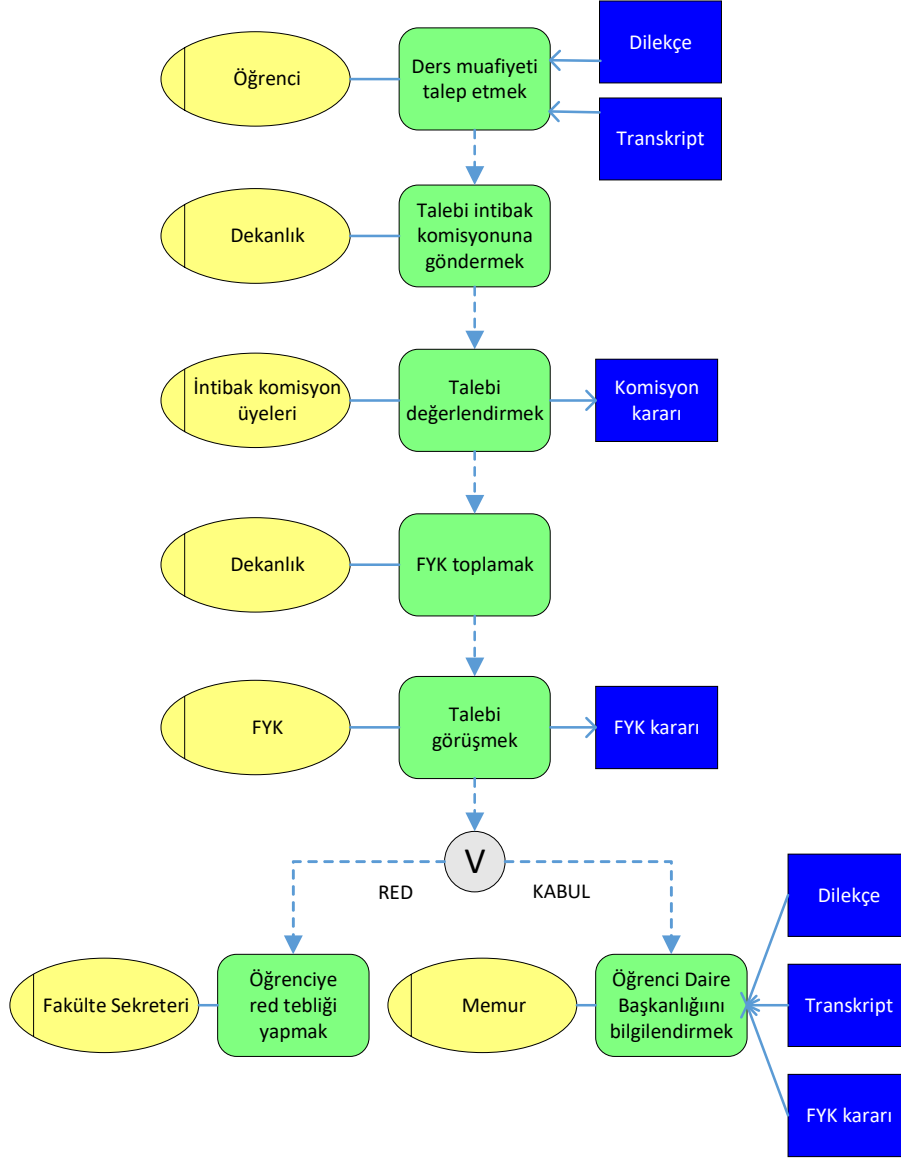 Öğrenci
Ders muafiyeti
talep etmek
Dilekçe
Transkript
Dekanlık
Talebi intibak
komisyonuna
göndermek
İntibak komisyon
üyeleri
Talebi
değerlendirmek
Komisyon
kararı
Dekanlık
FYK toplamak
FYK
Talebi
görüşmek
FYK kararı
V
RED
KABUL
Dilekçe
Fakülte Sekreteri
Öğrenciye
red tebliği
yapmak
Memur
Öğrenci Daire
Başkanlığıını
bilgilendirmek
Transkript
FYK kararı